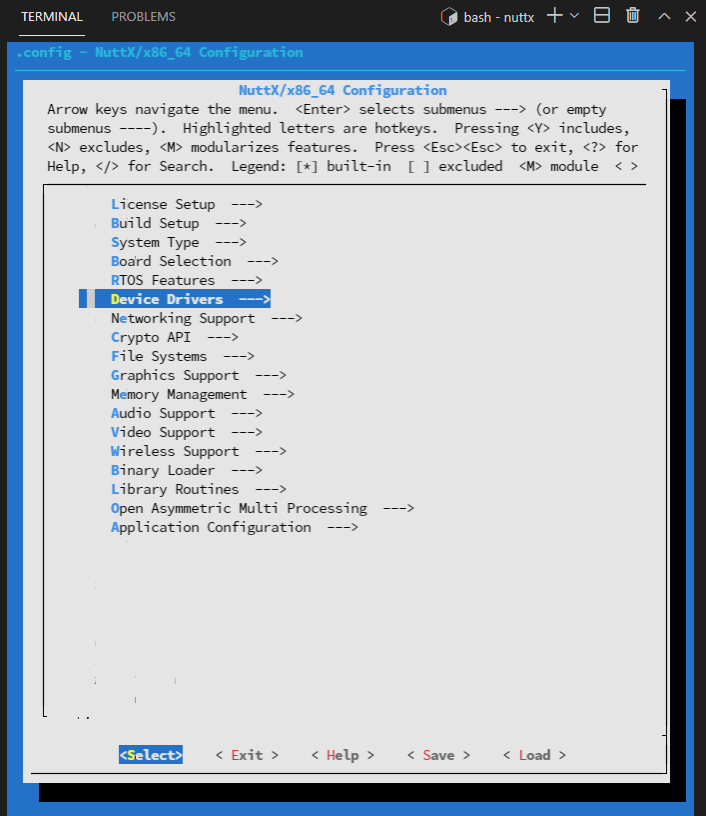 TERMINAL PROBLEMS bash - nuttx
.config - NuttX/x86_64 Configuration
NuttX/x86_64 Configuration
Arrow keys navigate the menu.  <Enter> selects submenus ---> (or empty
submenus ----).  Highlighted letters are hotkeys.  Pressing <Y> includes,
<N> excludes, <M> modularizes features.  Press <Esc><Esc> to exit, <?> for
Help, </> for Search.  Legend: [*] built-in  [ ] excluded  <M> module  < >
License Setup  --->
Build Setup  --->
System Type  --->
Board Selection  --->
RTOS Features  --->
Device Drivers  --->
Networking Support  --->
Crypto API  --->
File Systems  --->
Graphics Support  --->
Memory Management  --->
Audio Support  --->
Video Support  --->
Wireless Support  --->
Binary Loader  --->
Library Routines  --->
Open Asymmetric Multi Processing  --->
Application Configuration  --->
<Select>    < Exit >    < Help >    < Save >    < Load >